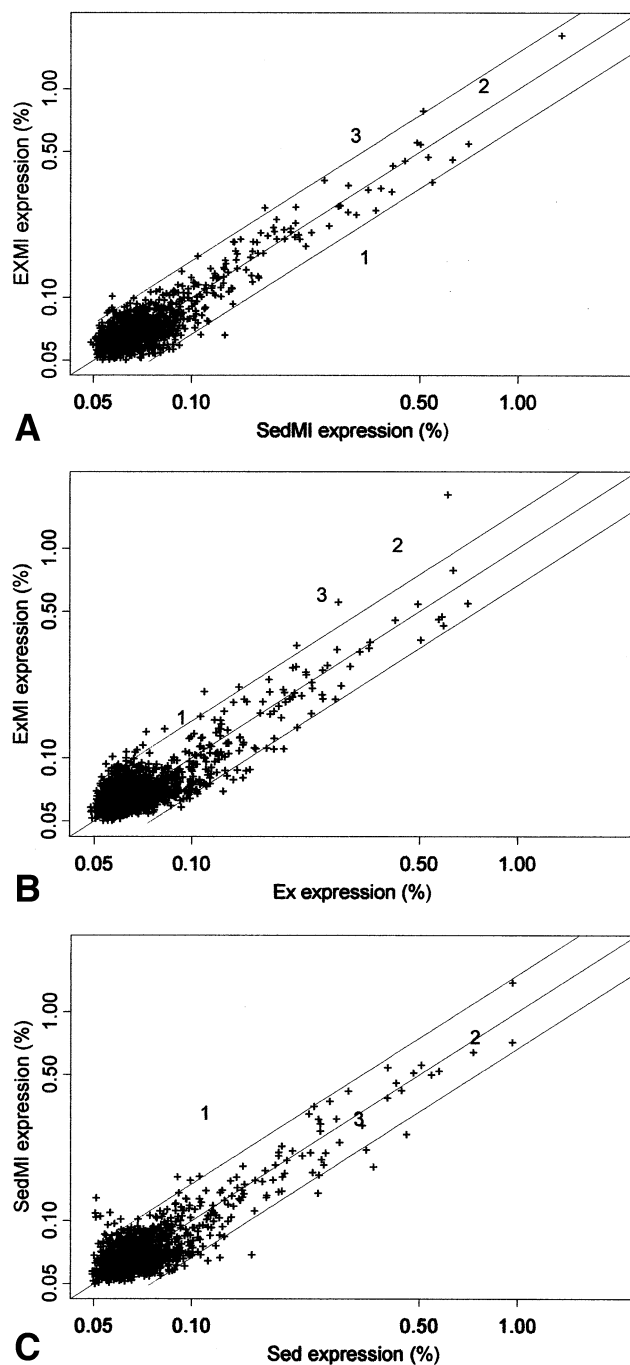 1.00
2
3
EXMI expression (%)
0.50
1
0.10
0.05
0.05 0.10 0.50 1.00
A
SedMI expression (%)
2
1.00
3
ExMI expression (%)
0.50
1
0.10
0.05
0.05 0.10 0.50 1.00
B
Ex expression (%)
1.00
2
SedMI expression (%)
0.50
1
3
0.10
0.05
0.05 0.10 0.50 1.00
C
Sed expression (%)